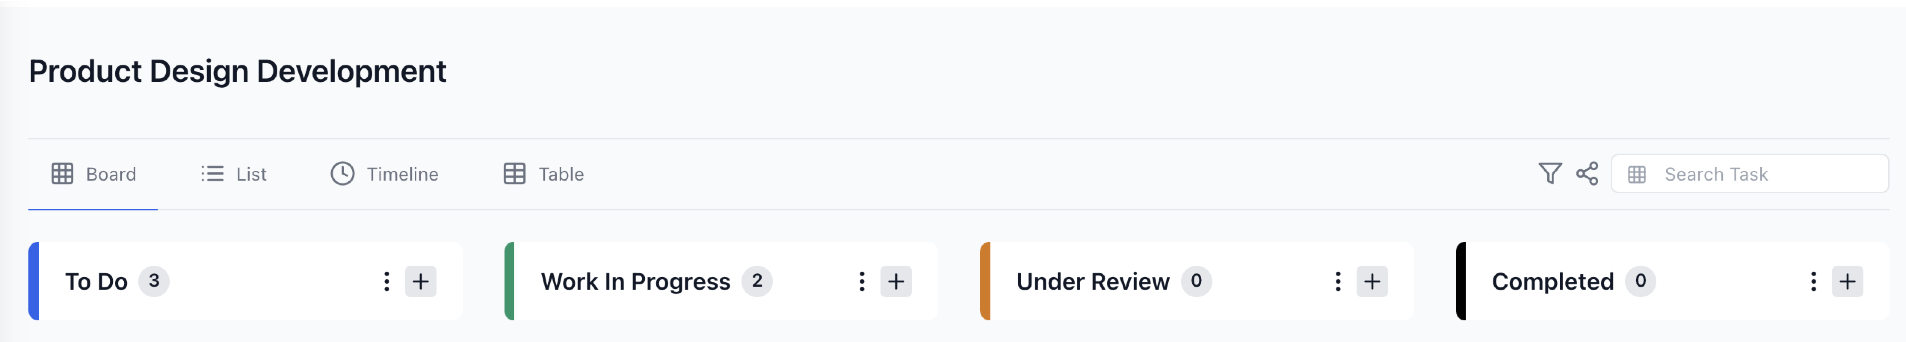 Product Design Development
Board List Timeline Table Search Task
To Do 3 Work In Progress 2 Under Review 0 Completed 0